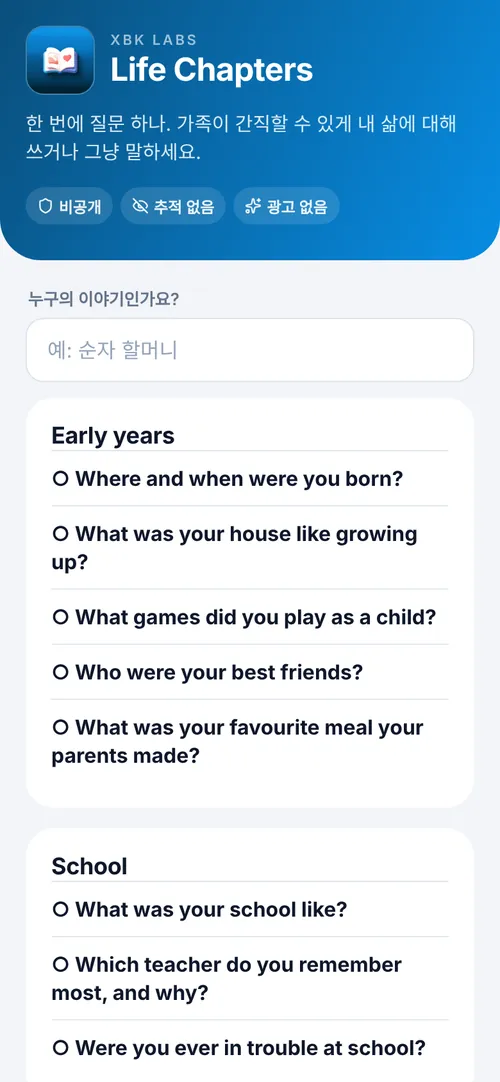 XBK LABS
Life Chapters
한 번에 질문 하나. 가족이 간직할 수 있게 내 삶에 대해
쓰거나 그냥 말하세요.
비공개
추적 없음
광고 없음
누구의 이야기인가요?
예: 순자 할머니
Early years
Where and when were you born?
What was your house like growing
up?
What games did you play as a child?
Who were your best friends?
What was your favourite meal your
parents made?
School
What was your school like?
Which teacher do you remember
most, and why?
Were you ever in trouble at school?